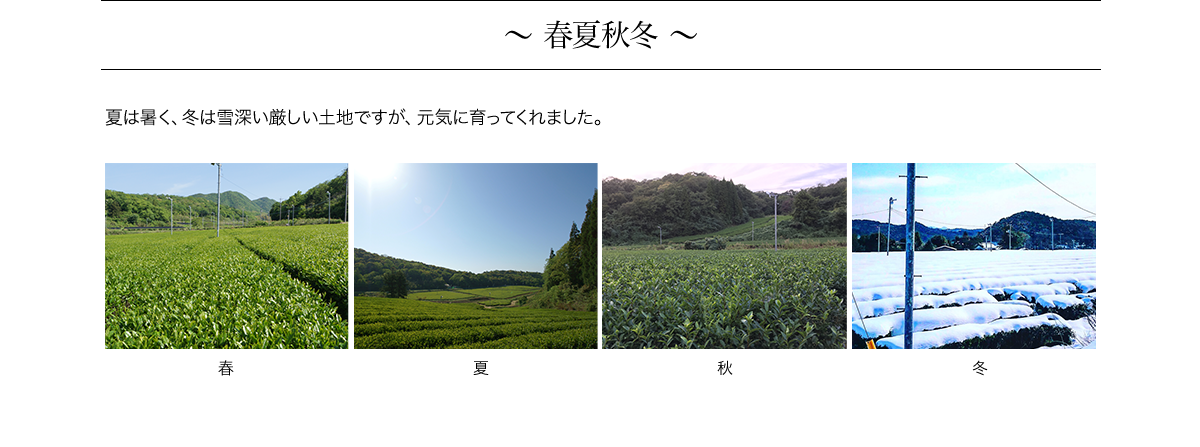 ～ 春夏秋冬 ～
夏は暑く、冬は雪深い厳しい土地ですが、元気に育ってくれました。
春
夏
秋
冬